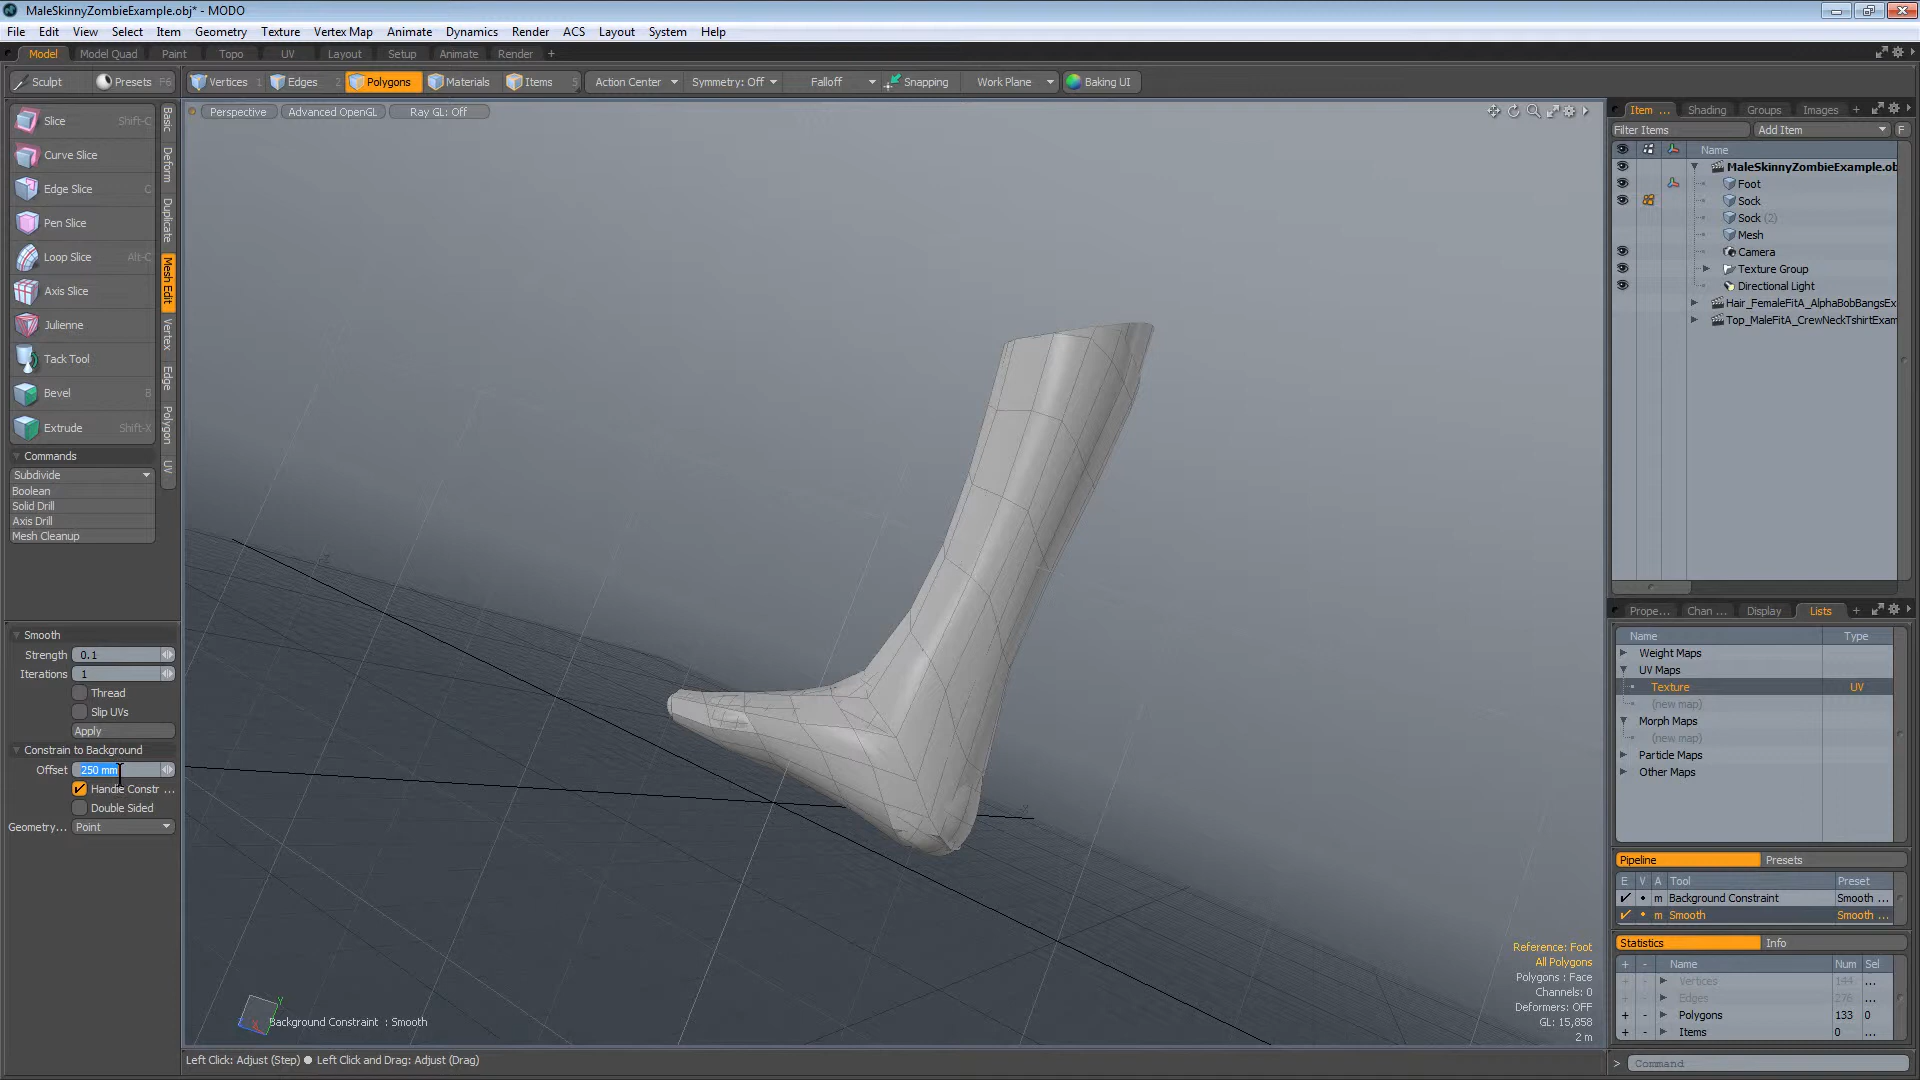 MaleSkinnyZombieExample.obj* - MODO
File Edit View Select Item Geometry Texture Vertex Map Animate Dynamics Render ACS Layout System Help
Model Model Quad Paint Topo UV Layout Setup Animate Render +
Sculpt Presets F6 Vertices 1 Edges 2 Polygons Materials Items 5 Action Center Symmetry: Off Falloff Snapping Work Plane Baking UI
Perspective Advanced OpenGL Ray GL: Off
Slice Shift-C
Curve Slice
Edge Slice C
Pen Slice
Loop Slice Alt-C
Axis Slice
Julienne
Tack Tool
Bevel B
Extrude Shift-X
Basic
Deform
Duplicate
Mesh Edit
Vertex
Edge
Polygon
UV
Commands
Subdivide
Boolean
Solid Drill
Axis Drill
Mesh Cleanup
Smooth
Strength 0.1
Iterations 1
Thread
Slip UVs
Apply
Constrain to Background
Offset 250 mm
Handle Constr ...
Double Sided
Geometry... Point
Reference: Foot
All Polygons
Polygons : Face
Channels: 0
Deformers: OFF
GL: 15,858
2 m
Background Constraint : Smooth
Left Click: Adjust (Step) ● Left Click and Drag: Adjust (Drag)
Item ... Shading Groups Images +
Filter Items Add Item F
Name
MaleSkinnyZombieExample.ob
Foot
Sock
Sock (2)
Mesh
Camera
Texture Group
Directional Light
Hair_FemaleFitA_AlphaBobBangsEx
Top_MaleFitA_CrewNeckTshirtExam
Prope... Chan ... Display Lists +
Name Type
Weight Maps
UV Maps
Texture UV
(new map)
Morph Maps
(new map)
Particle Maps
Other Maps
Pipeline Presets
E V A Tool Preset
m Background Constraint Smooth ...
m Smooth Smooth ...
Statistics Info
+ - Name Num Sel
+ - Vertices 144 ...
+ - Edges 276 ...
+ - Polygons 133 0
+ - Items 0 ...
> Command